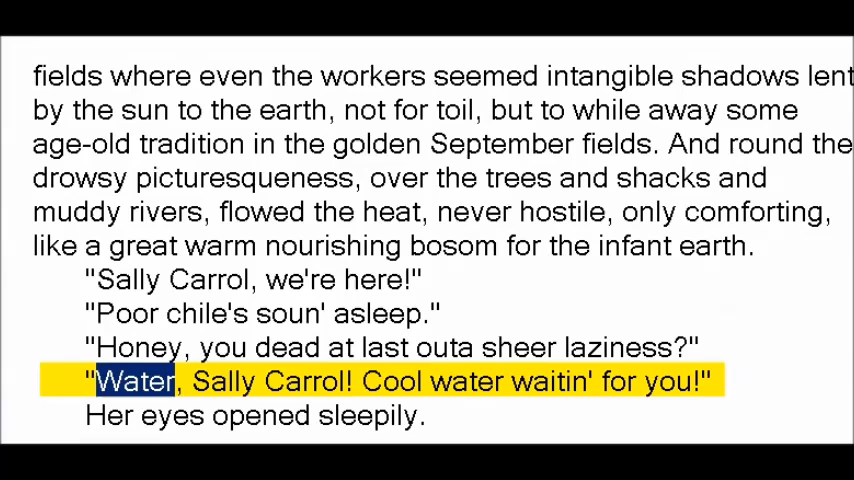 fields where even the workers seemed intangible shadows lent
by the sun to the earth, not for toil, but to while away some
age-old tradition in the golden September fields. And round the
drowsy picturesqueness, over the trees and shacks and
muddy rivers, flowed the heat, never hostile, only comforting,
like a great warm nourishing bosom for the infant earth.
"Sally Carrol, we're here!"
"Poor chile's soun' asleep."
"Honey, you dead at last outa sheer laziness?"
"Water, Sally Carrol! Cool water waitin' for you!"
Her eyes opened sleepily.